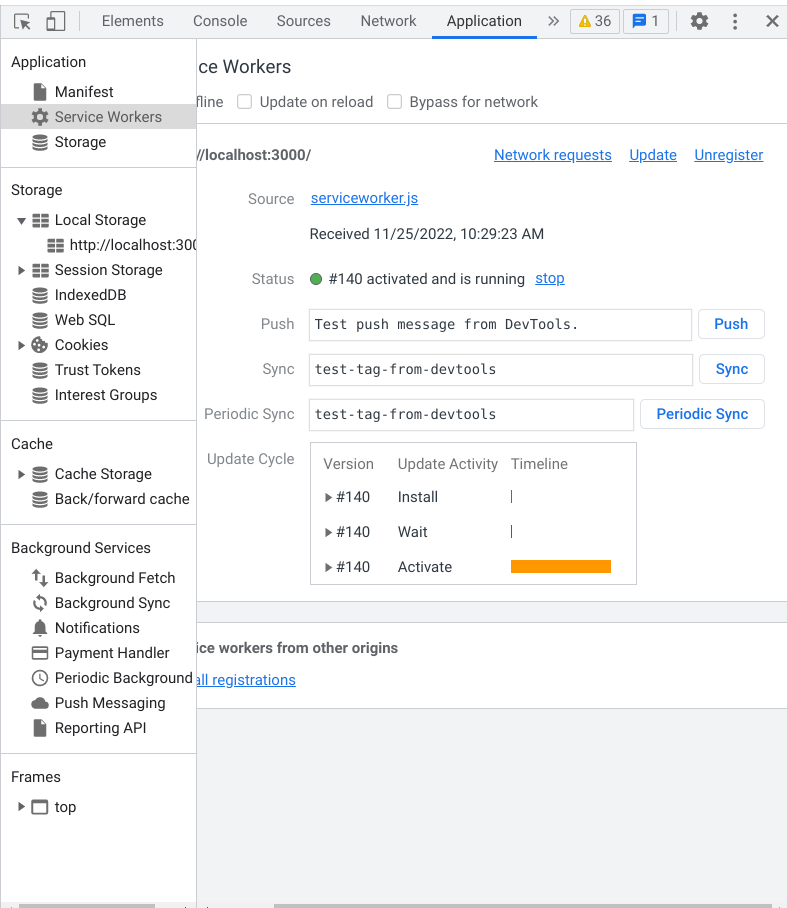 Elements Console Sources Network Application 36 1
Application
Manifest
Service Workers
Storage
Storage
Local Storage
http://localhost:300
Session Storage
IndexedDB
Web SQL
Cookies
Trust Tokens
Interest Groups
Cache
Cache Storage
Back/forward cache
Background Services
Background Fetch
Background Sync
Notifications
Payment Handler
Periodic Background
Push Messaging
Reporting API
Frames
top
ce Workers
fline Update on reload Bypass for network
//localhost:3000/ Network requests Update Unregister
Source serviceworker.js
Received 11/25/2022, 10:29:23 AM
Status #140 activated and is running stop
Push Test push message from DevTools. Push
Sync test-tag-from-devtools Sync
Periodic Sync test-tag-from-devtools Periodic Sync
Update Cycle Version Update Activity Timeline
#140 Install
#140 Wait
#140 Activate
ice workers from other origins
all registrations